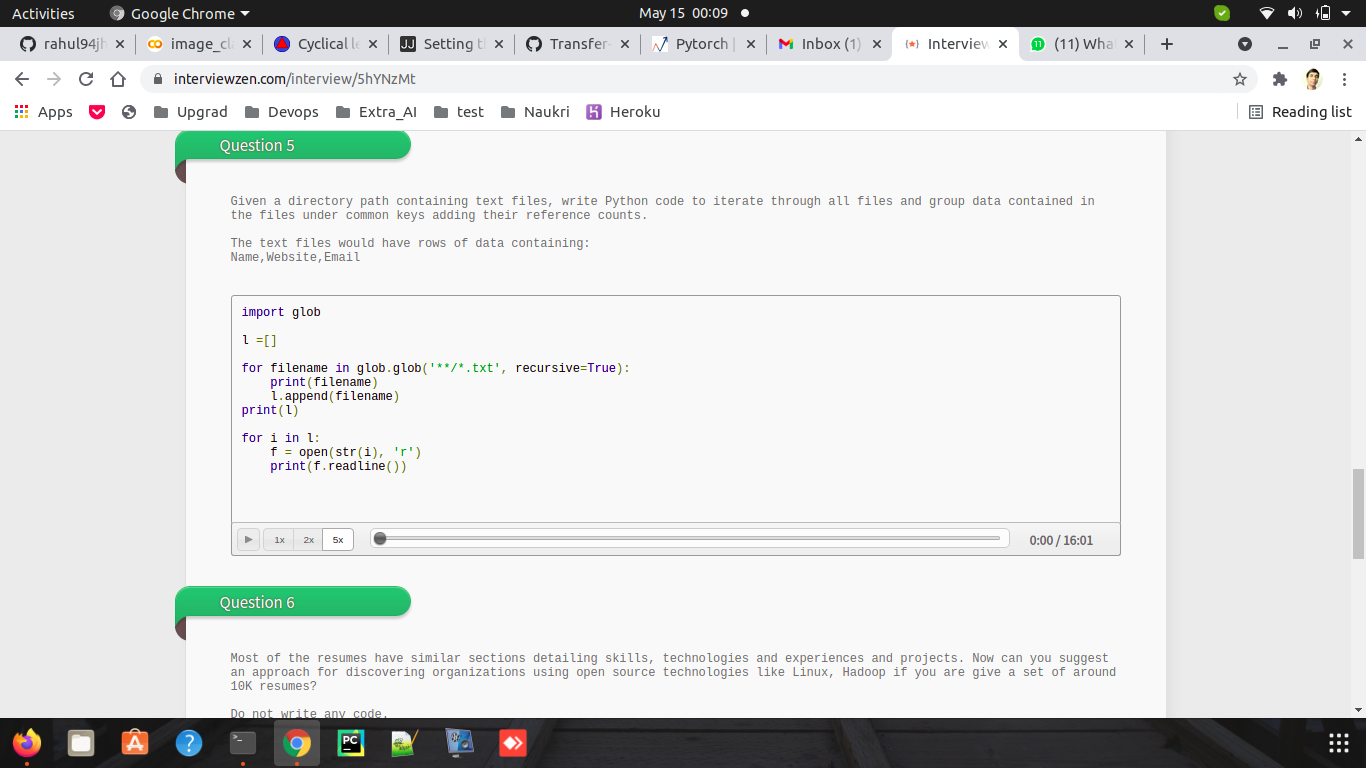 Activities
Google Chrome
May 15 00:09
rahul94jh
image_cla
Cyclical le
Setting th
Transfer-
Pytorch |
Inbox (1)
Interview
(11) What
interviewzen.com/interview/5hYNzMt
Apps
Upgrad
Devops
Extra_AI
test
Naukri
Heroku
Reading list
Question 5
Given a directory path containing text files, write Python code to iterate through all files and group data contained in
the files under common keys adding their reference counts.
The text files would have rows of data containing:
Name,Website,Email
import glob
l =[]
for filename in glob.glob('**/*.txt', recursive=True):
    print(filename)
    l.append(filename)
print(l)
for i in l:
    f = open(str(i), 'r')
    print(f.readline())
1x 2x 5x 0:00 / 16:01
Question 6
Most of the resumes have similar sections detailing skills, technologies and experiences and projects. Now can you suggest
an approach for discovering organizations using open source technologies like Linux, Hadoop if you are give a set of around
10K resumes?
Do not write any code.